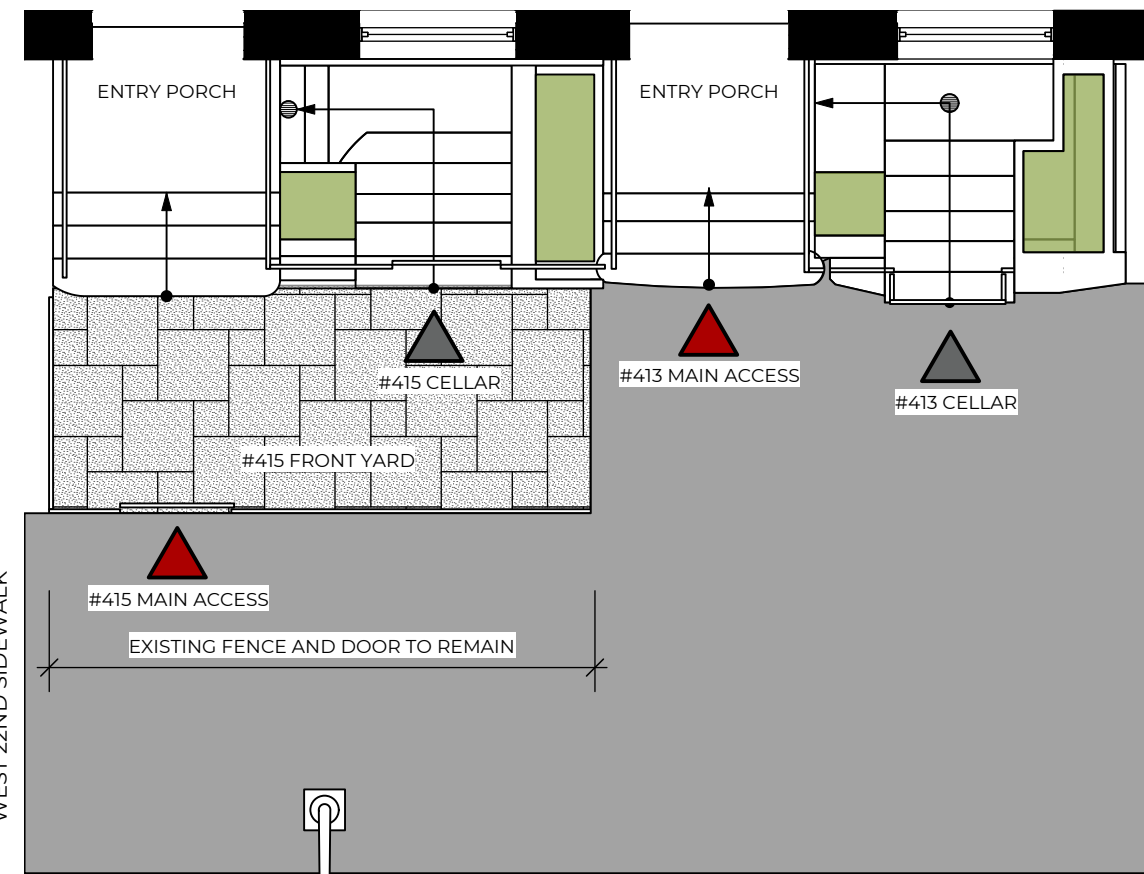 ENTRY PORCH
ENTRY PORCH
#415 CELLAR
#413 MAIN ACCESS
#413 CELLAR
#415 FRONT YARD
#415 MAIN ACCESS
EXISTING FENCE AND DOOR TO REMAIN
WEST 22ND SIDEWALK